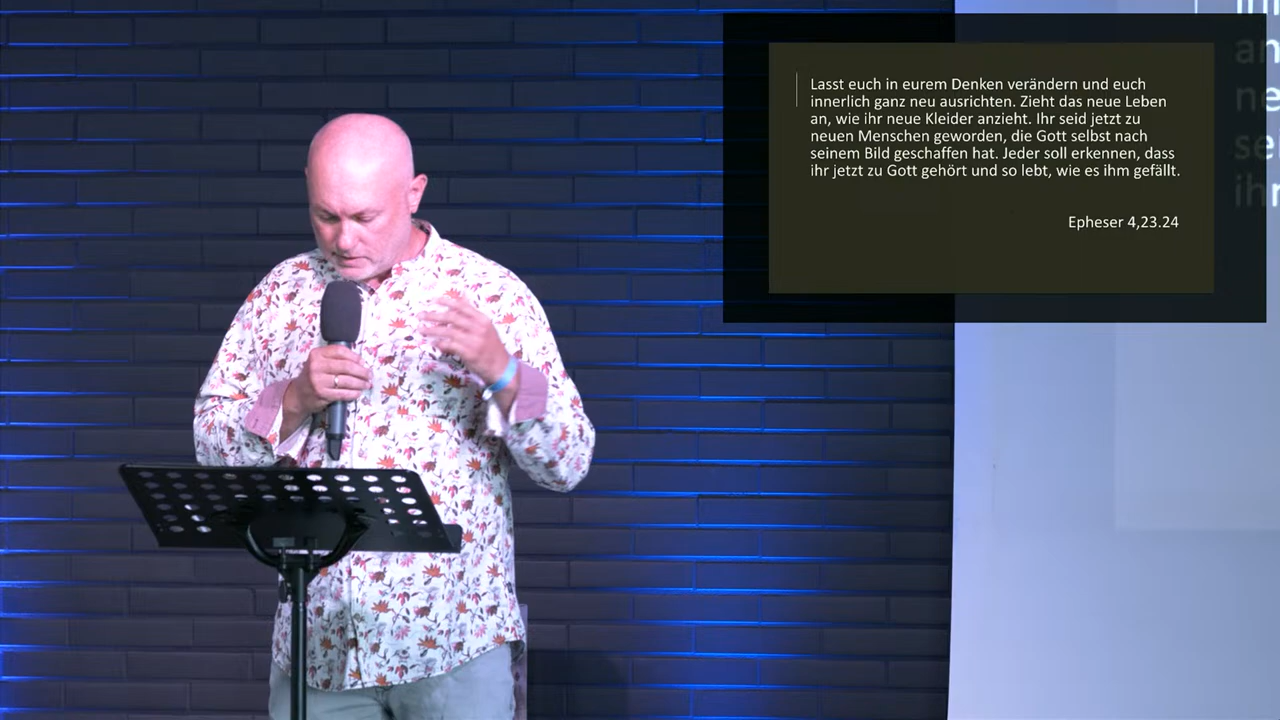 Lasst euch in eurem Denken verändern und euch
innerlich ganz neu ausrichten. Zieht das neue Leben
an, wie ihr neue Kleider anzieht. Ihr seid jetzt zu
neuen Menschen geworden, die Gott selbst nach
seinem Bild geschaffen hat. Jeder soll erkennen, dass
ihr jetzt zu Gott gehört und so lebt, wie es ihm gefällt.
Epheser 4,23.24